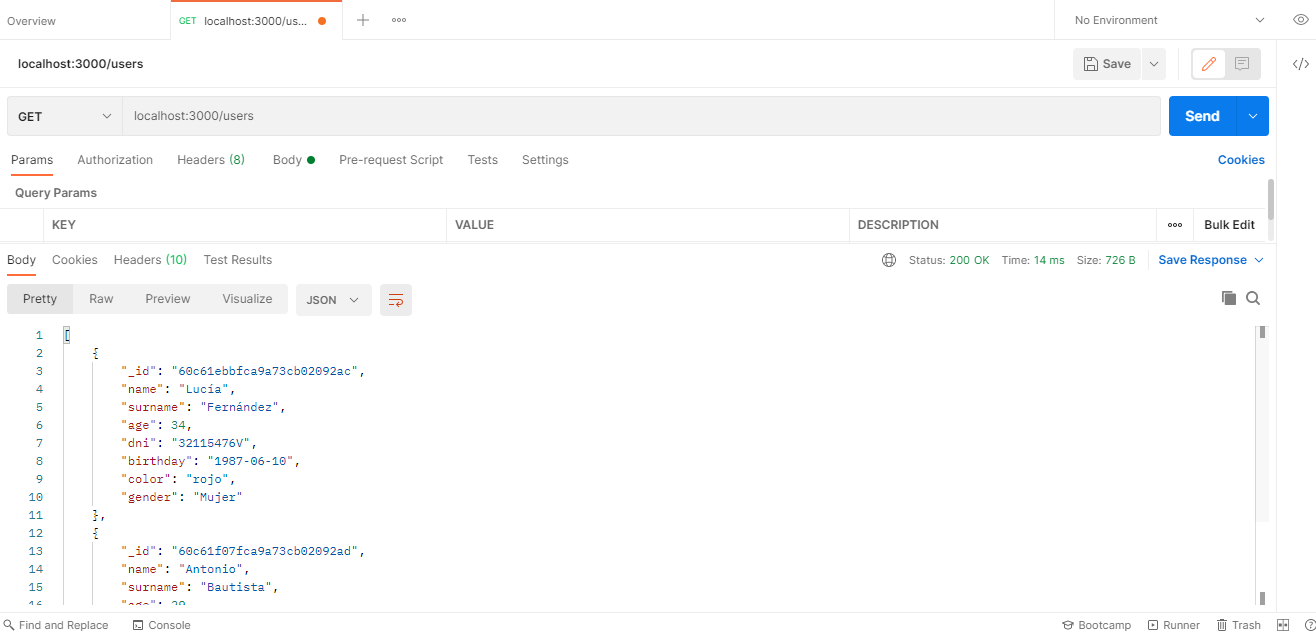 Overview
GET localhost:3000/us...
No Environment
localhost:3000/users
Save
GET
localhost:3000/users
Send
Params Authorization Headers (8) Body Pre-request Script Tests Settings Cookies
Query Params
KEY VALUE DESCRIPTION Bulk Edit
Body Cookies Headers (10) Test Results Status: 200 OK Time: 14 ms Size: 726 B Save Response
Pretty Raw Preview Visualize JSON
1 [
2 {
3 "_id": "60c61ebbfca9a73cb02092ac",
4 "name": "Lucía",
5 "surname": "Fernández",
6 "age": 34,
7 "dni": "32115476V",
8 "birthday": "1987-06-10",
9 "color": "rojo",
10 "gender": "Mujer"
11 },
12 {
13 "_id": "60c61f07fca9a73cb02092ad",
14 "name": "Antonio",
15 "surname": "Bautista",
16 "age":
Find and Replace Console Bootcamp Runner Trash